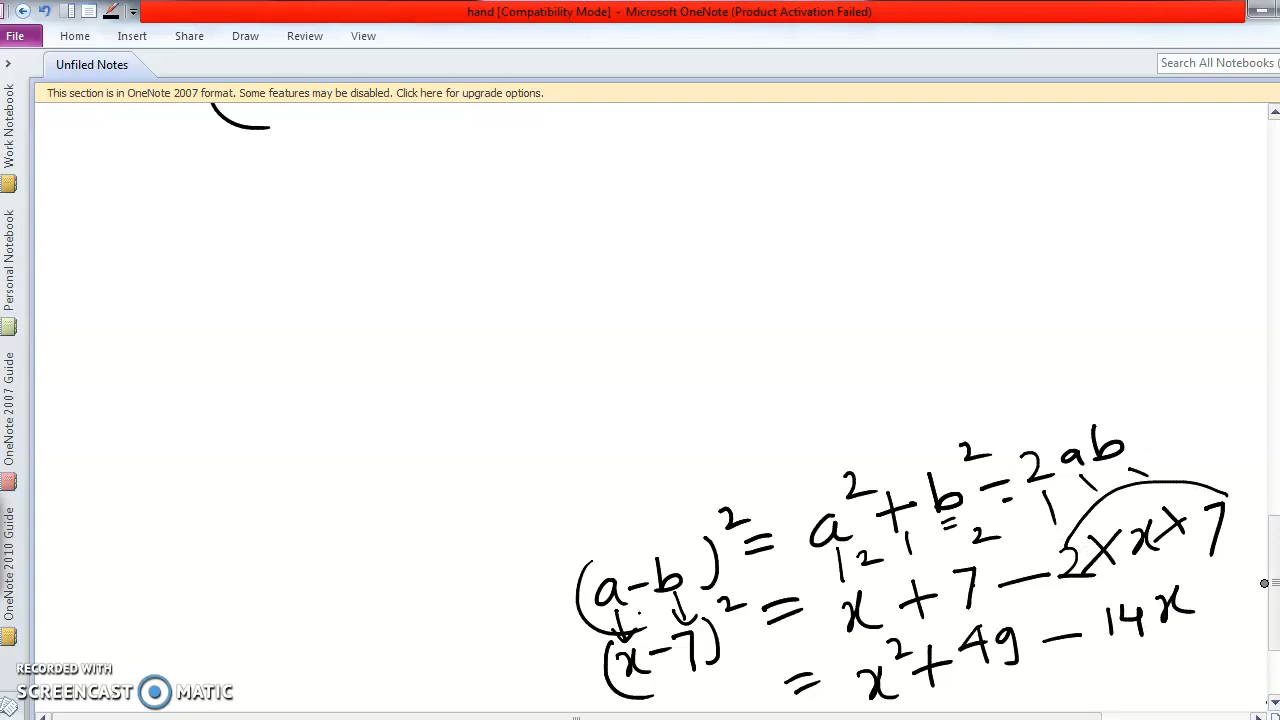 hand [Compatibility Mode] - Microsoft OneNote (Product Activation Failed)
File Home Insert Share Draw Review View
Unfiled Notes
Search All Notebooks (
This section is in OneNote 2007 format. Some features may be disabled. Click here for upgrade options.
Work Notebook
Personal Notebook
OneNote 2007 Guide
OneNote 2010 Guide
(a-b)² = a² + b² - 2ab
(x-7)² = x² + 7² - 2 × x × 7
= x² + 49 - 14x
RECORDED WITH
SCREENCAST MATIC